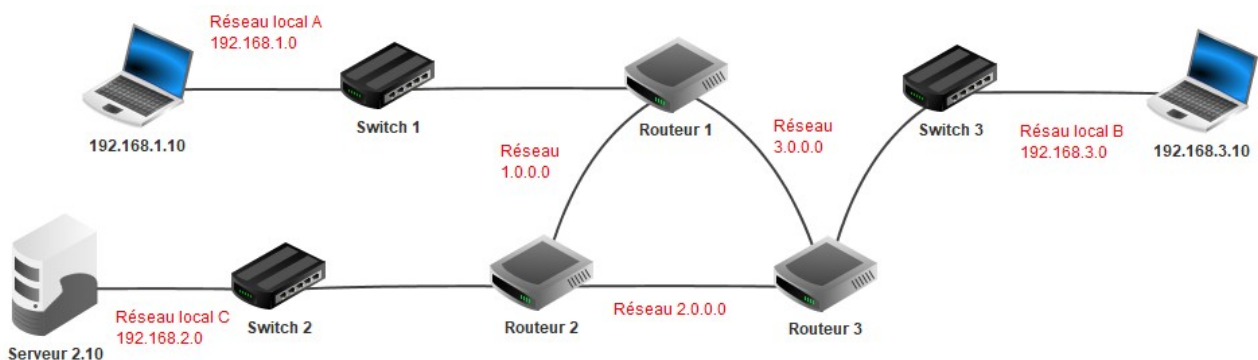 Réseau local A
192.168.1.0
192.168.1.10
Switch 1
Routeur 1
Réseau
3.0.0.0
Switch 3
Résau local B
192.168.3.0
192.168.3.10
Réseau
1.0.0.0
Serveur 2.10
Réseau local C
192.168.2.0
Switch 2
Routeur 2
Réseau 2.0.0.0
Routeur 3